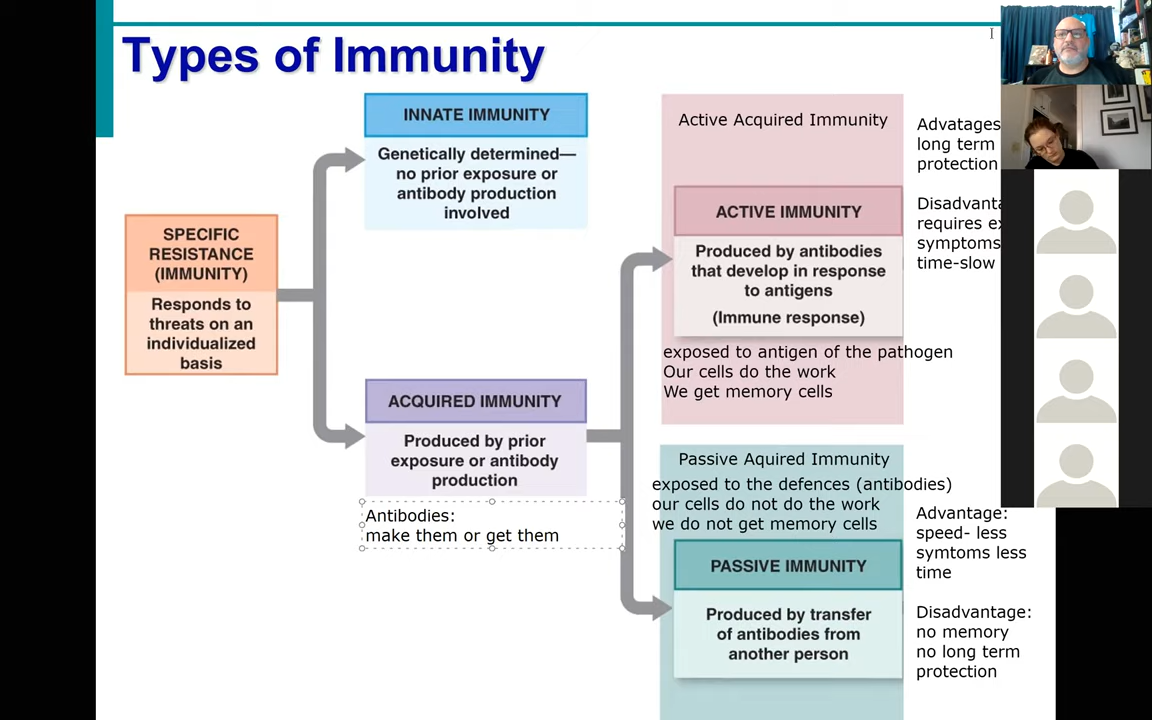 Types of Immunity
SPECIFIC
RESISTANCE
(IMMUNITY)
Responds to
threats on an
individualized
basis
INNATE IMMUNITY
Genetically determined—
no prior exposure or
antibody production
involved
ACQUIRED IMMUNITY
Produced by prior
exposure or antibody
production
Antibodies:
make them or get them
Active Acquired Immunity
ACTIVE IMMUNITY
Produced by antibodies
that develop in response
to antigens
(Immune response)
exposed to antigen of the pathogen
Our cells do the work
We get memory cells
Advatages
long term
protection
requires
symptoms
time-slow
Passive Aquired Immunity
exposed to the defences (antibodies)
our cells do not do the work
we do not get memory cells
PASSIVE IMMUNITY
Produced by transfer
of antibodies from
another person
Advantage:
speed- less
symtoms less
time
Disadvantage:
no memory
no long term
protection